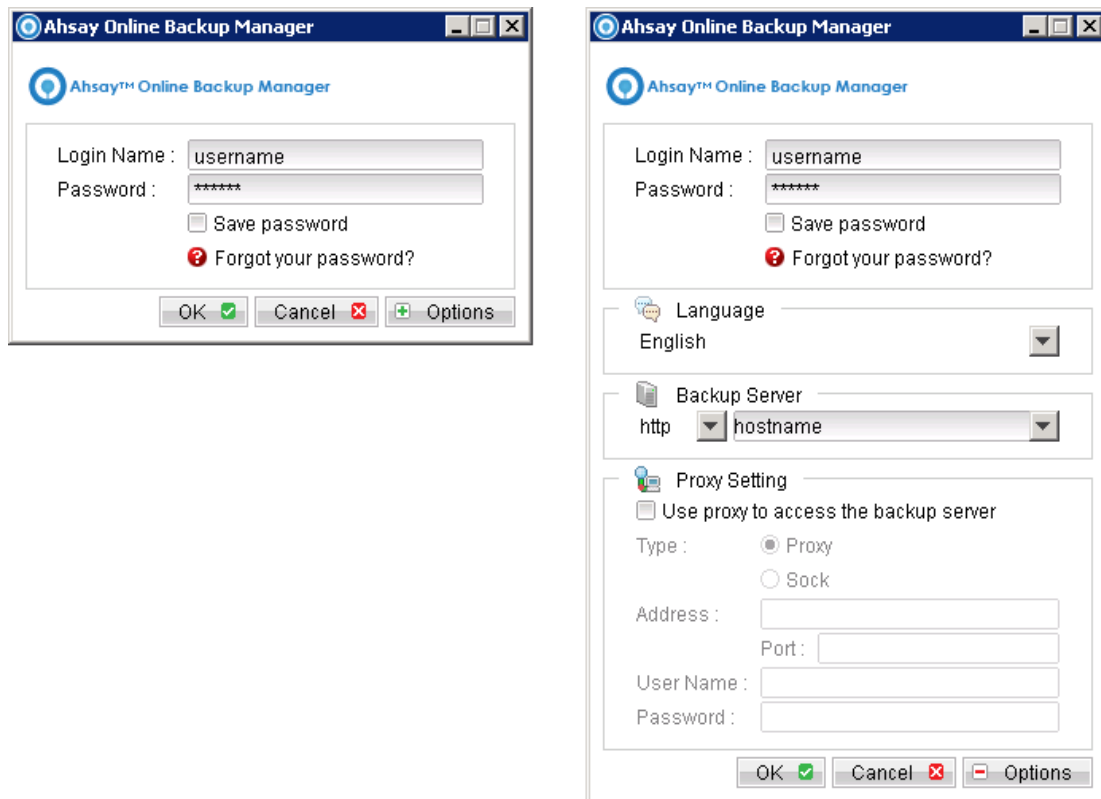 Ahsay Online Backup Manager
Ahsay™ Online Backup Manager
Login Name : username
Password : ******
Save password
Forgot your password?
OK Cancel Options
Ahsay Online Backup Manager
Ahsay™ Online Backup Manager
Login Name : username
Password : ******
Save password
Forgot your password?
Language
English
Backup Server
http hostname
Proxy Setting
Use proxy to access the backup server
Type : Proxy
Sock
Address :
Port :
User Name :
Password :
OK Cancel Options